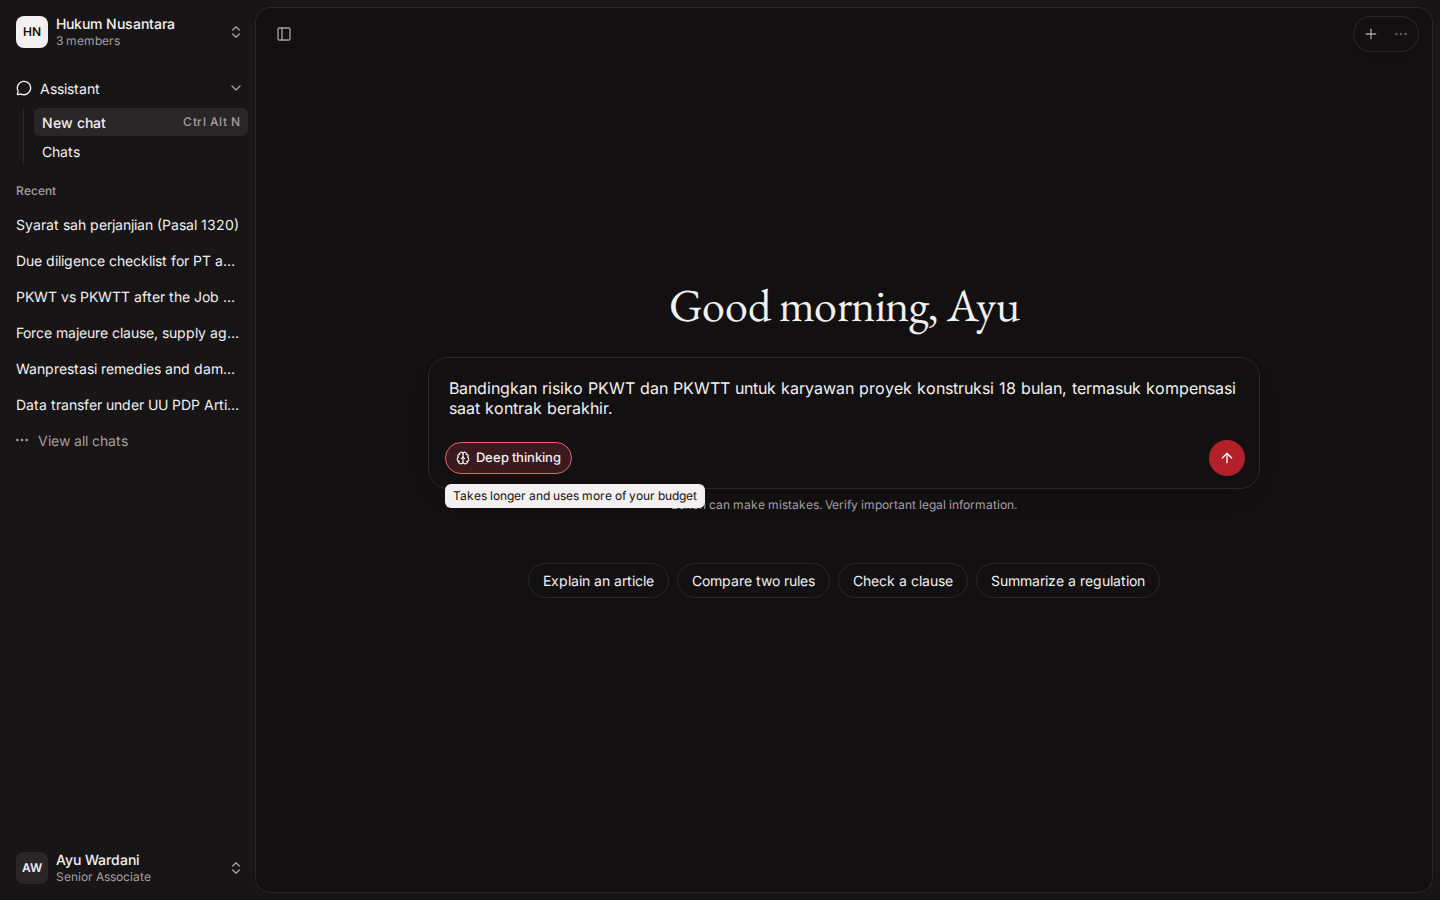 HN
Hukum Nusantara
3 members
Assistant
New chat
Ctrl Alt N
Chats
Recent
Syarat sah perjanjian (Pasal 1320)
Due diligence checklist for PT a...
PKWT vs PKWTT after the Job ...
Force majeure clause, supply ag...
Wanprestasi remedies and dam...
Data transfer under UU PDP Arti...
View all chats
AW
Ayu Wardani
Senior Associate
Good morning, Ayu
Bandingkan risiko PKWT dan PKWTT untuk karyawan proyek konstruksi 18 bulan, termasuk kompensasi
saat kontrak berakhir.
Deep thinking
Takes longer and uses more of your budget
can make mistakes. Verify important legal information.
Explain an article
Compare two rules
Check a clause
Summarize a regulation